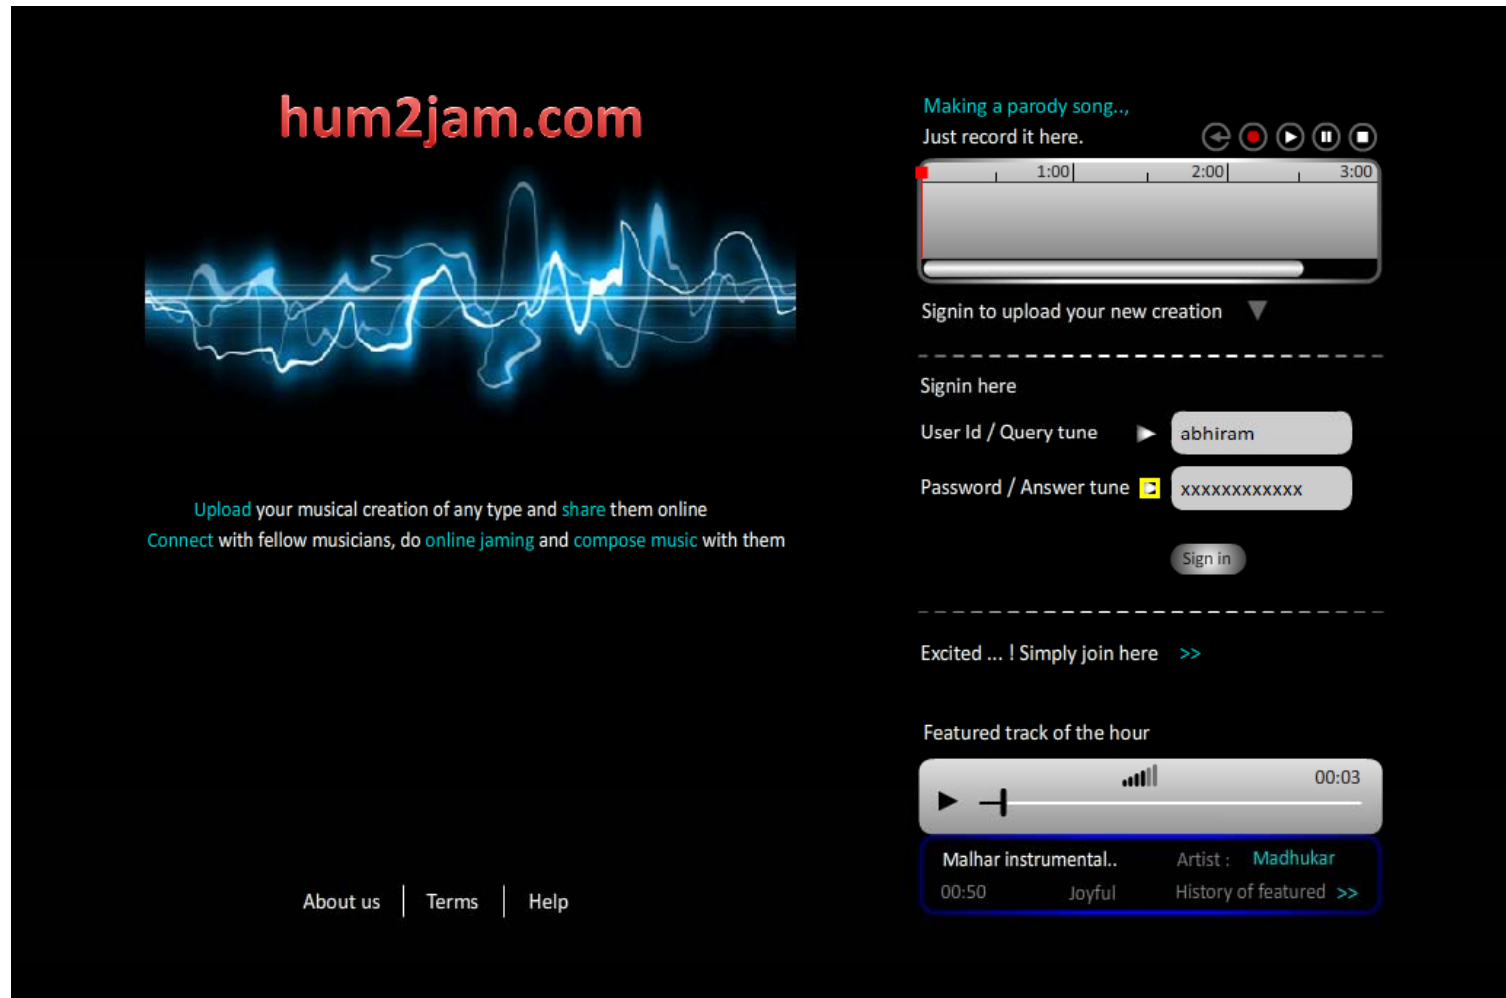 hum2jam.com
Upload your musical creation of any type and share them online
Connect with fellow musicians, do online jaming and compose music with them
About us | Terms | Help
Making a parody song..,
Just record it here.
1:00 2:00 3:00
Signin to upload your new creation
Signin here
User Id / Query tune abhiram
Password / Answer tune xxxxxxxxxxxx
Sign in
Excited ... ! Simply join here >>
Featured track of the hour
00:03
Malhar instrumental.. Artist : Madhukar
00:50 Joyful History of featured >>